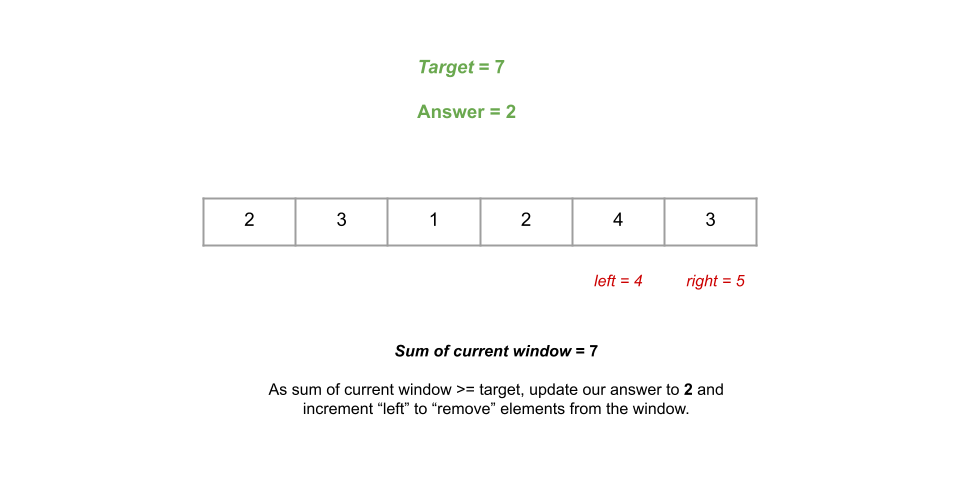 Target = 7
Answer = 2
2 3 1 2 4 3
left = 4 right = 5
Sum of current window = 7
As sum of current window >= target, update our answer to 2 and
increment “left” to “remove” elements from the window.